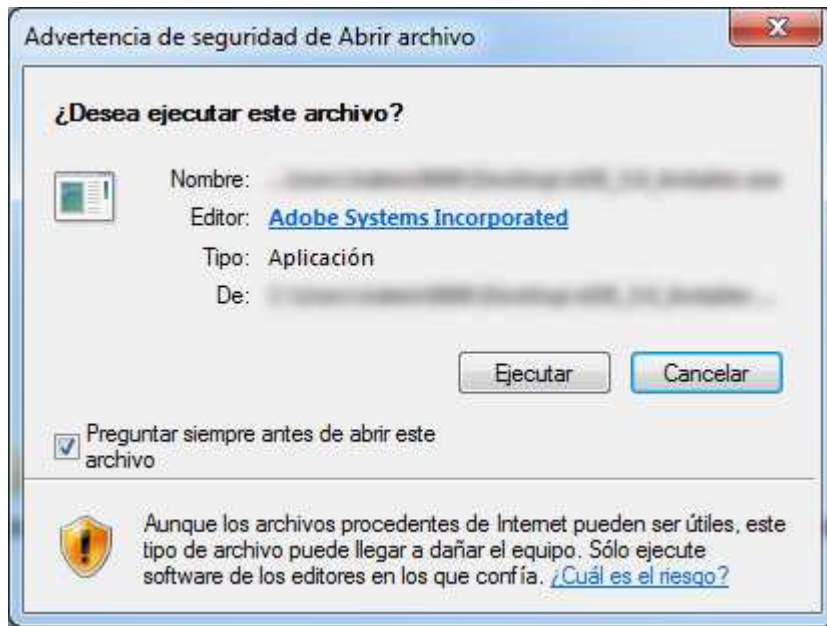 Advertencia de seguridad de Abrir archivo
¿Desea ejecutar este archivo?
Nombre:
Editor: Adobe Systems Incorporated
Tipo: Aplicación
De:
Ejecutar Cancelar
Preguntar siempre antes de abrir este
archivo
Aunque los archivos procedentes de Internet pueden ser útiles, este
tipo de archivo puede llegar a dañar el equipo. Sólo ejecute
software de los editores en los que confía. ¿Cuál es el riesgo?